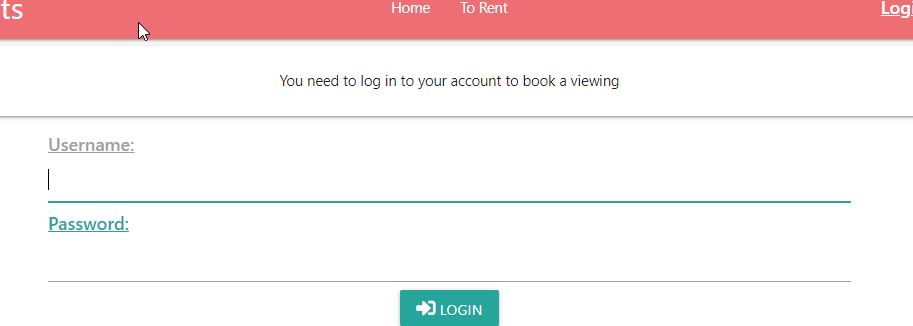 ts
Home To Rent Logi
You need to log in to your account to book a viewing
Username:
Password:
LOGIN